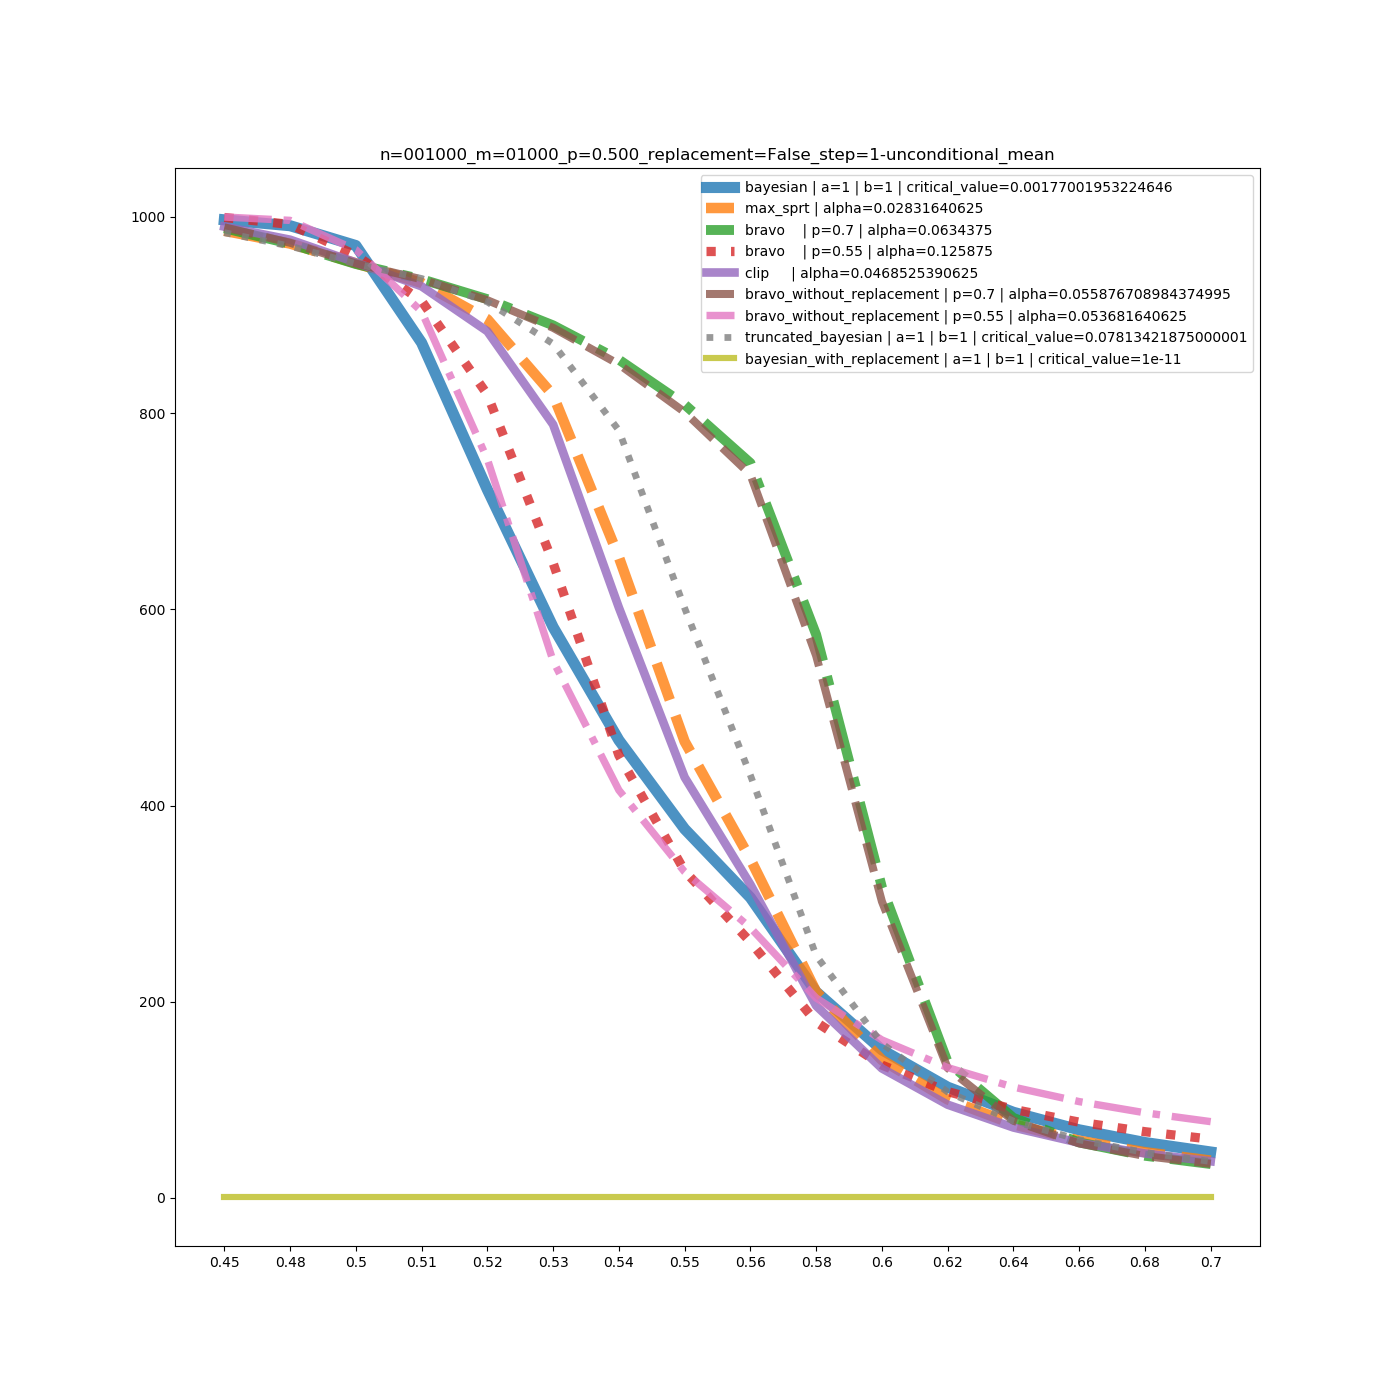 n=001000_m=01000_p=0.500_replacement=False_step=1-unconditional_mean
bayesian | a=1 | b=1 | critical_value=0.00177001953224646
max_sprt | alpha=0.02831640625
bravo | p=0.7 | alpha=0.0634375
bravo | p=0.55 | alpha=0.125875
clip | alpha=0.0468525390625
bravo_without_replacement | p=0.7 | alpha=0.055876708984374995
bravo_without_replacement | p=0.55 | alpha=0.053681640625
truncated_bayesian | a=1 | b=1 | critical_value=0.07813421875000001
bayesian_with_replacement | a=1 | b=1 | critical_value=1e-11
1000
800
600
400
200
0
0.45 0.48 0.5 0.51 0.52 0.53 0.54 0.55 0.56 0.58 0.6 0.62 0.64 0.66 0.68 0.7